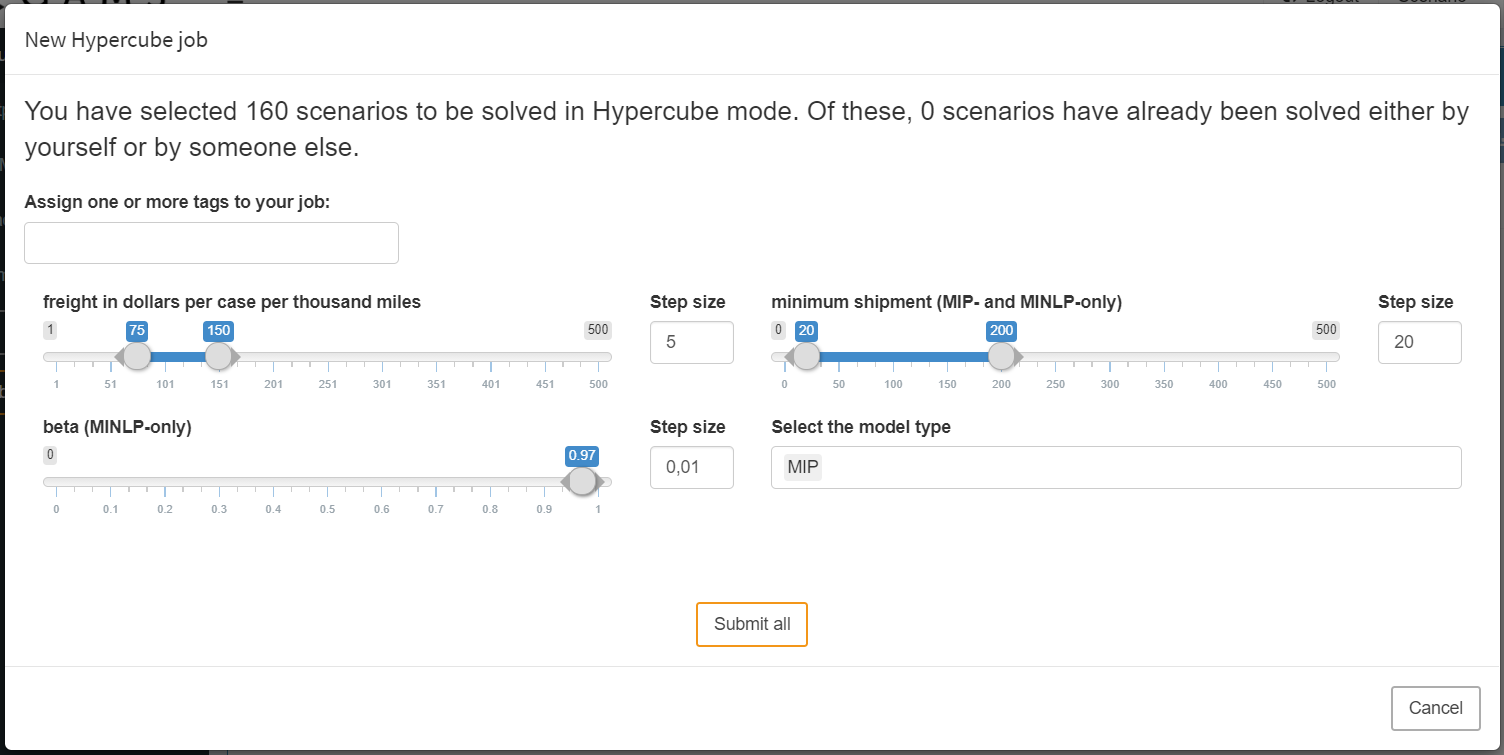 New Hypercube job
You have selected 160 scenarios to be solved in Hypercube mode. Of these, 0 scenarios have already been solved either by
yourself or by someone else.
Assign one or more tags to your job:
freight in dollars per case per thousand miles
Step size
minimum shipment (MIP- and MINLP-only)
Step size
1 75 150 500
5
0 20 200 500
20
1 51 101 151 201 251 301 351 401 451 500
0 50 100 150 200 250 300 350 400 450 500
beta (MINLP-only)
Step size
Select the model type
0 0.97
0,01
MIP
0 0.1 0.2 0.3 0.4 0.5 0.6 0.7 0.8 0.9 1
Submit all
Cancel